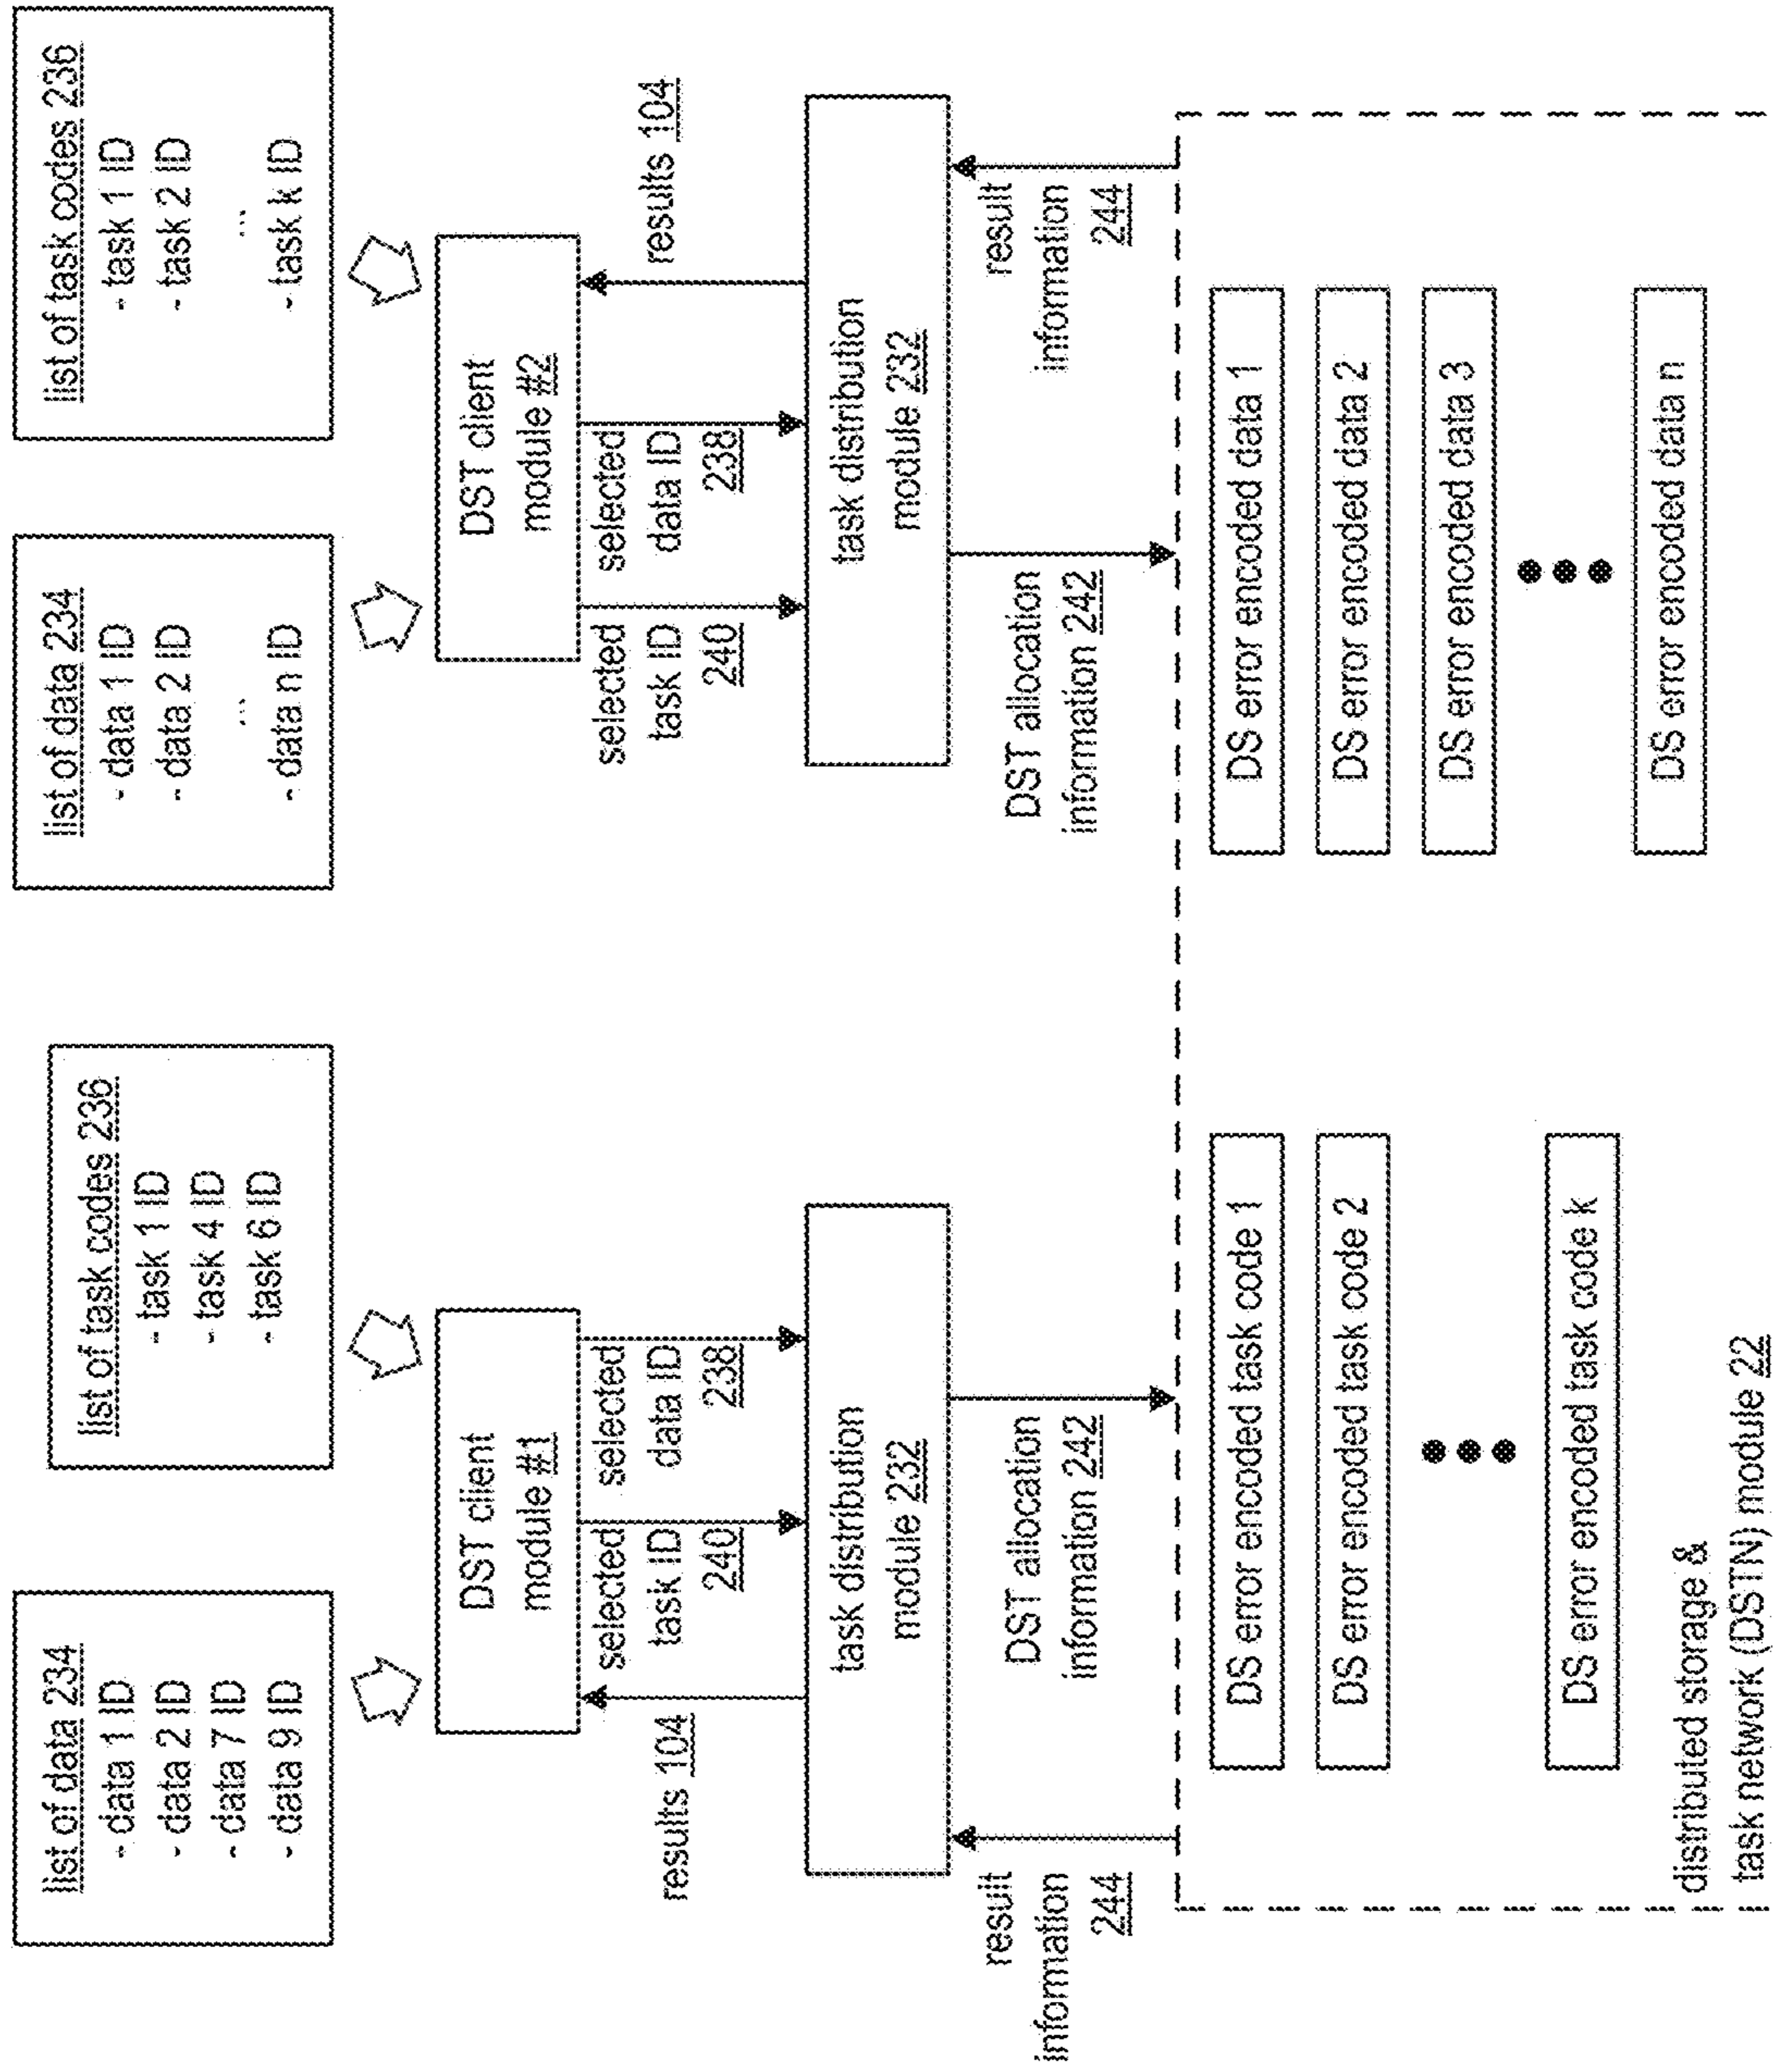 list of data 234
- data 1 ID
- data 2 ID
- data 7 ID
- data 9 ID
list of task codes 236
- task 1 ID
- task 4 ID
- task 6 ID
list of data 234
- data 1 ID
- data 2 ID
...
- data n ID
list of task codes 236
- task 1 ID
- task 2 ID
...
- task k ID
DST client
module #1
DST client
module #2
results 104
selected
task ID
240
selected
data ID
238
selected
task ID
240
selected
data ID
238
results 104
task distribution
module 232
task distribution
module 232
result
information
244
DST allocation
information 242
DST allocation
information 242
result
information
244
DS error encoded task code 1
DS error encoded task code 2
DS error encoded task code k
DS error encoded data 1
DS error encoded data 2
DS error encoded data 3
DS error encoded data n
distributed storage &
task network (DSTN) module 22